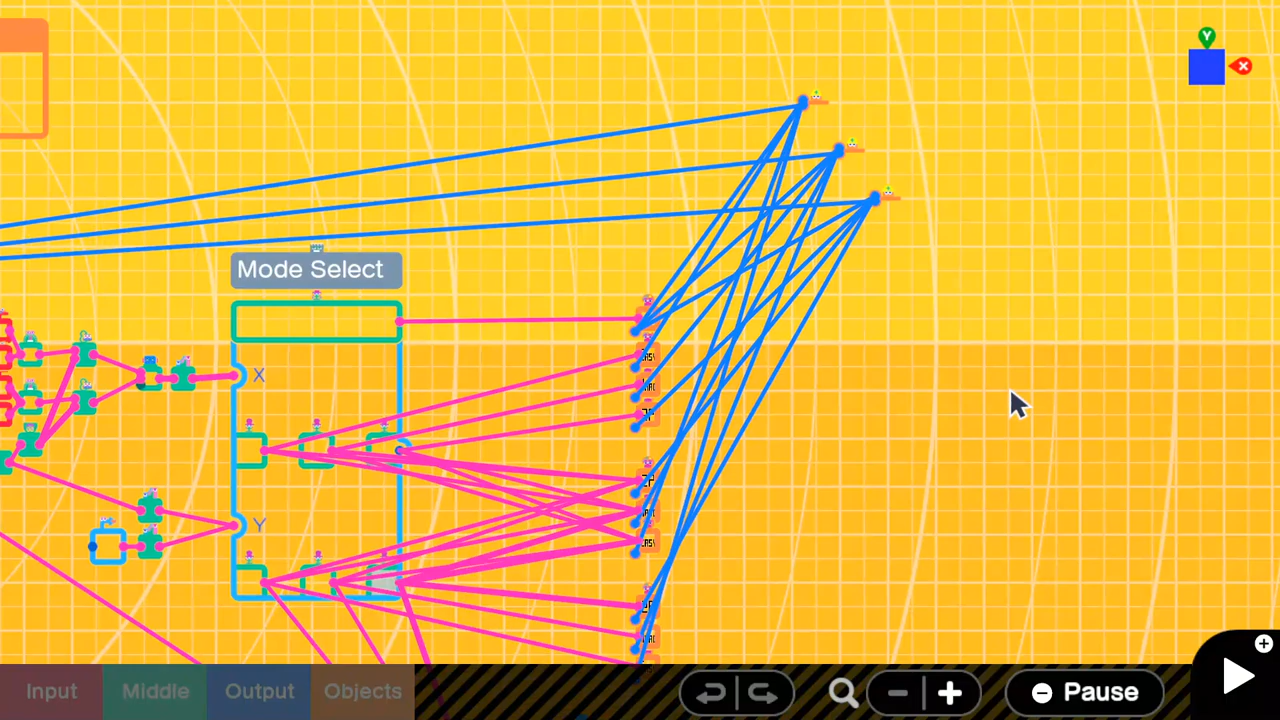 Y
Mode Select
X
Y
Input
Middle
Output
Objects
Pause